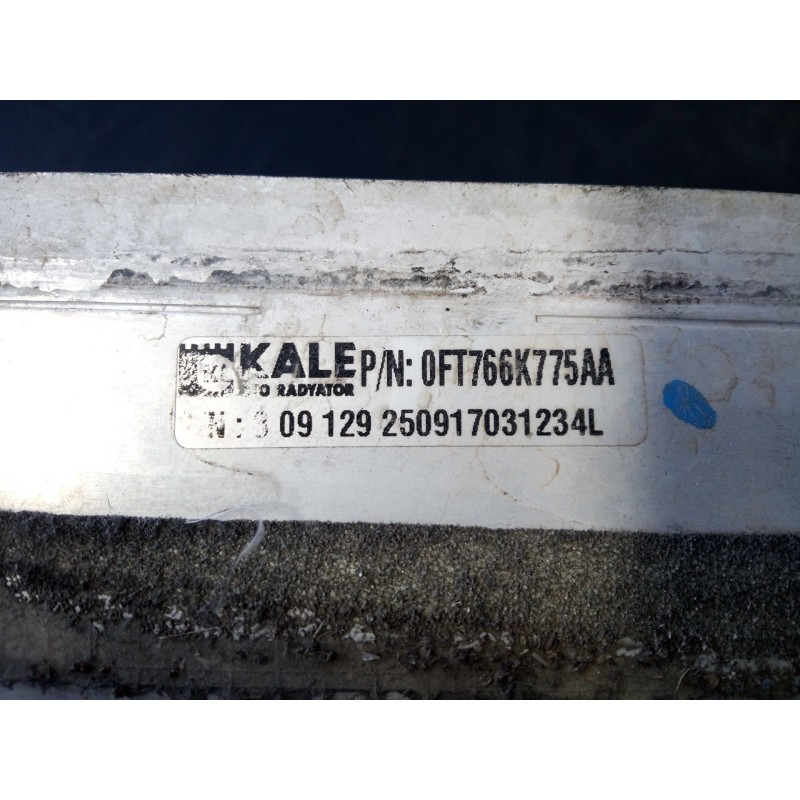 KALE P/N: 0FT766K775AA
RADYATOR
N : 3 09 129 250917031234L